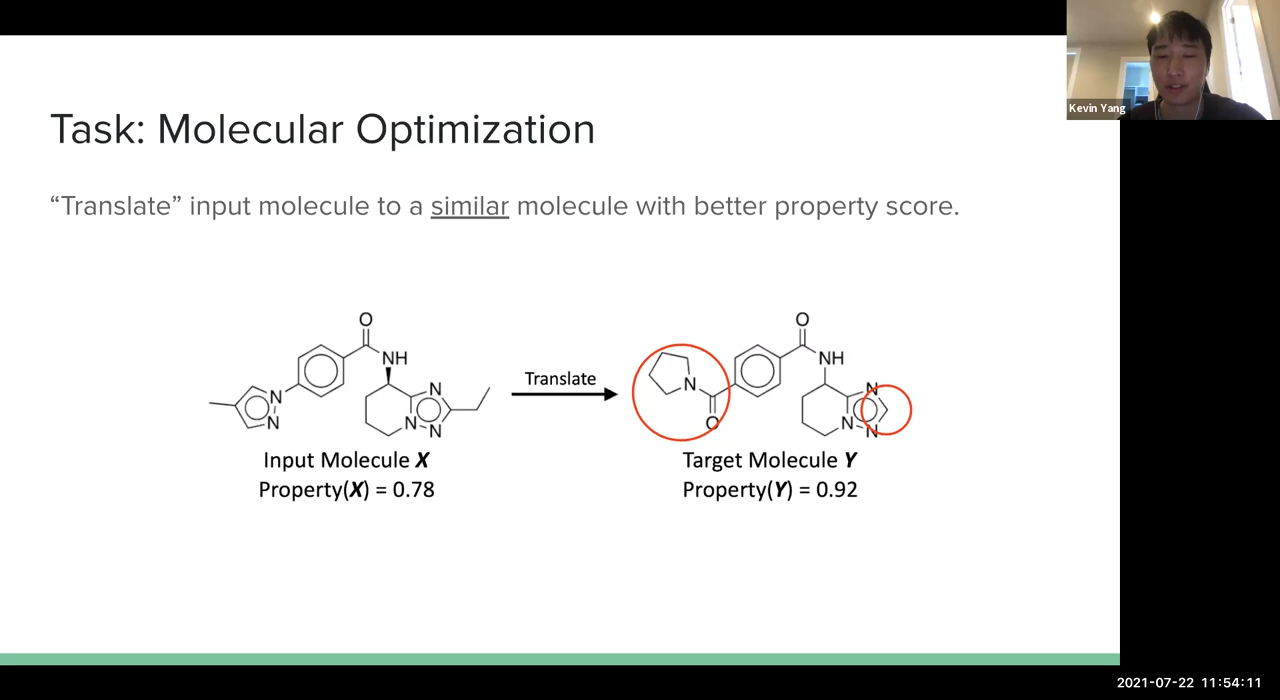 Kevin Yang
Task: Molecular Optimization
“Translate” input molecule to a similar molecule with better property score.
O
NH
N
N
N
N
N
Translate
O
NH
N
N
N
N
O
Input Molecule X
Property(X) = 0.78
Target Molecule Y
Property(Y) = 0.92
2021-07-22 11:54:11